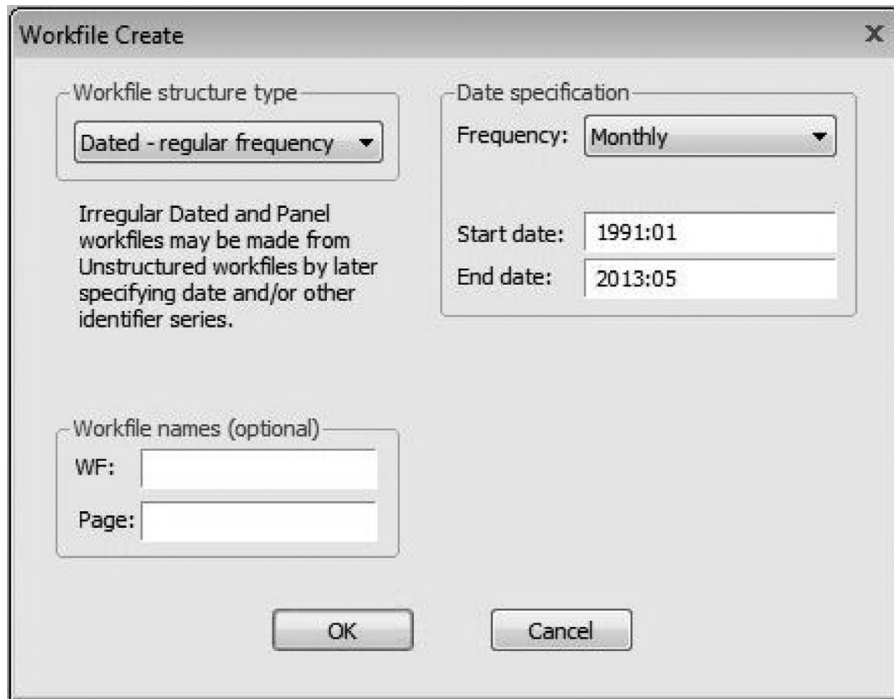 Workfile Create
X
Workfile structure type
Dated - regular frequency
Irregular Dated and Panel
workfiles may be made from
Unstructured workfiles by later
specifying date and/or other
identifier series.
Date specification
Frequency: Monthly
Start date: 1991:01
End date: 2013:05
Workfile names (optional)
WF:
Page:
OK Cancel